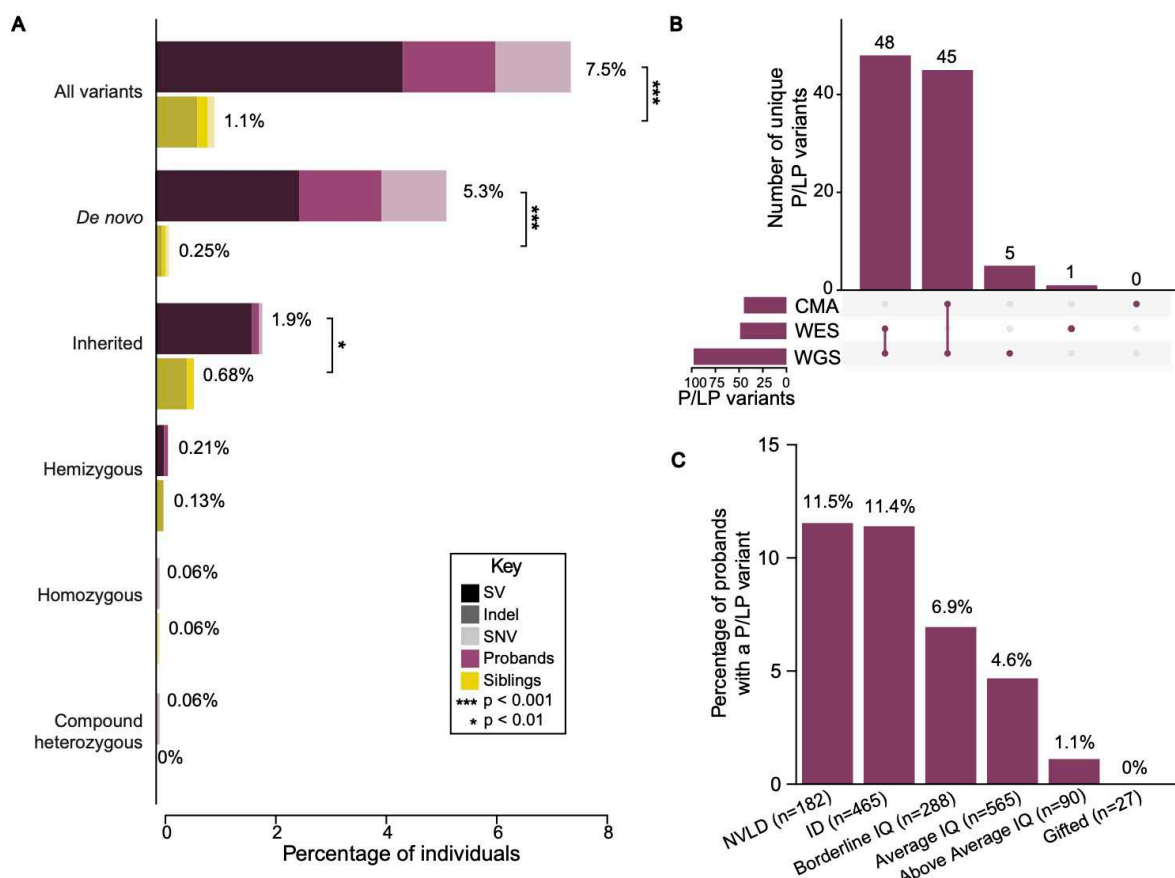 A
All variants
7.5%
***
1.1%
De novo
5.3%
***
0.25%
Inherited
1.9%
*
0.68%
Hemizygous
0.21%
0.13%
Homozygous
0.06%
0.06%
Compound
heterozygous
0.06%
0%
Key
SV
Indel
SNV
Probands
Siblings
*** p < 0.001
* p < 0.01
0 2 4 6 8
Percentage of individuals
B
Number of unique
P/LP variants
40
20
0
48 45 5 1 0
CMA
WES
WGS
100 75 50 25 0
P/LP variants
C
Percentage of probands
with a P/LP variant
15
10
5
0
11.5% 11.4% 6.9% 4.6% 1.1% 0%
NVLD (n=182)
ID (n=465)
Borderline IQ (n=288)
Average IQ (n=565)
Above Average IQ (n=90)
Gifted (n=27)